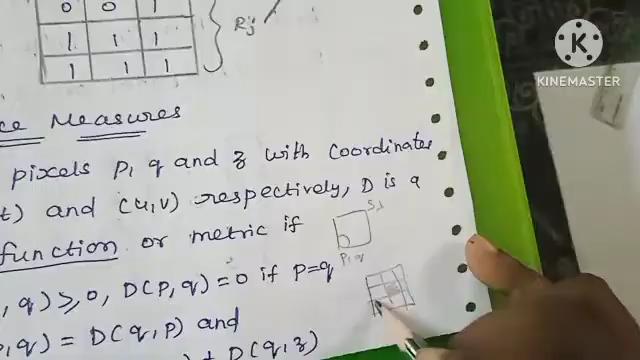 0 0 1
1 1 1
1 1 1
Rj
KINEMASTER
ce Measures
pixels P, q and z with coordinates
t) and (u,v) respectively, D is a
function or metric if
S,t
P,q
, q) ≥ 0, D(P, q) = 0 if P=q
, q) = D(q, P) and
+ D(q, z)